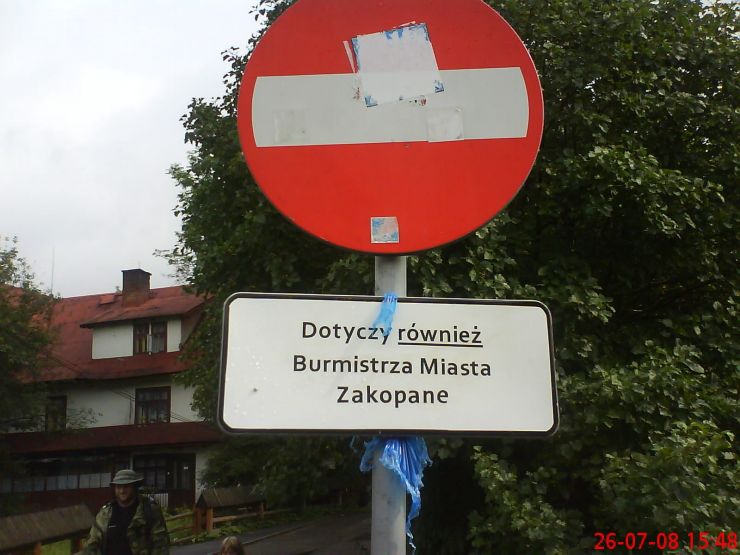 Dotyczy również
Burmistrza Miasta
Zakopane
26-07-08 15:48